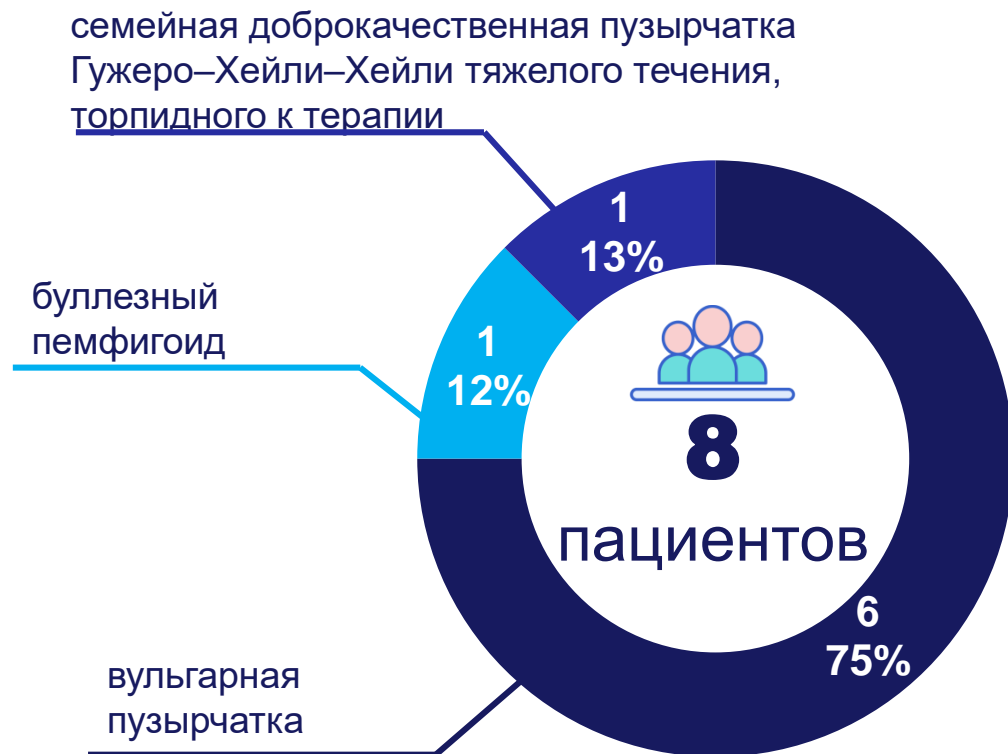 семейная доброкачественная пузырчатка
Гужеро–Хейли–Хейли тяжелого течения,
торпидного к терапии
1
13%
буллезный
пемфигоид
1
12%
8
пациентов
6
75%
вульгарная
пузырчатка